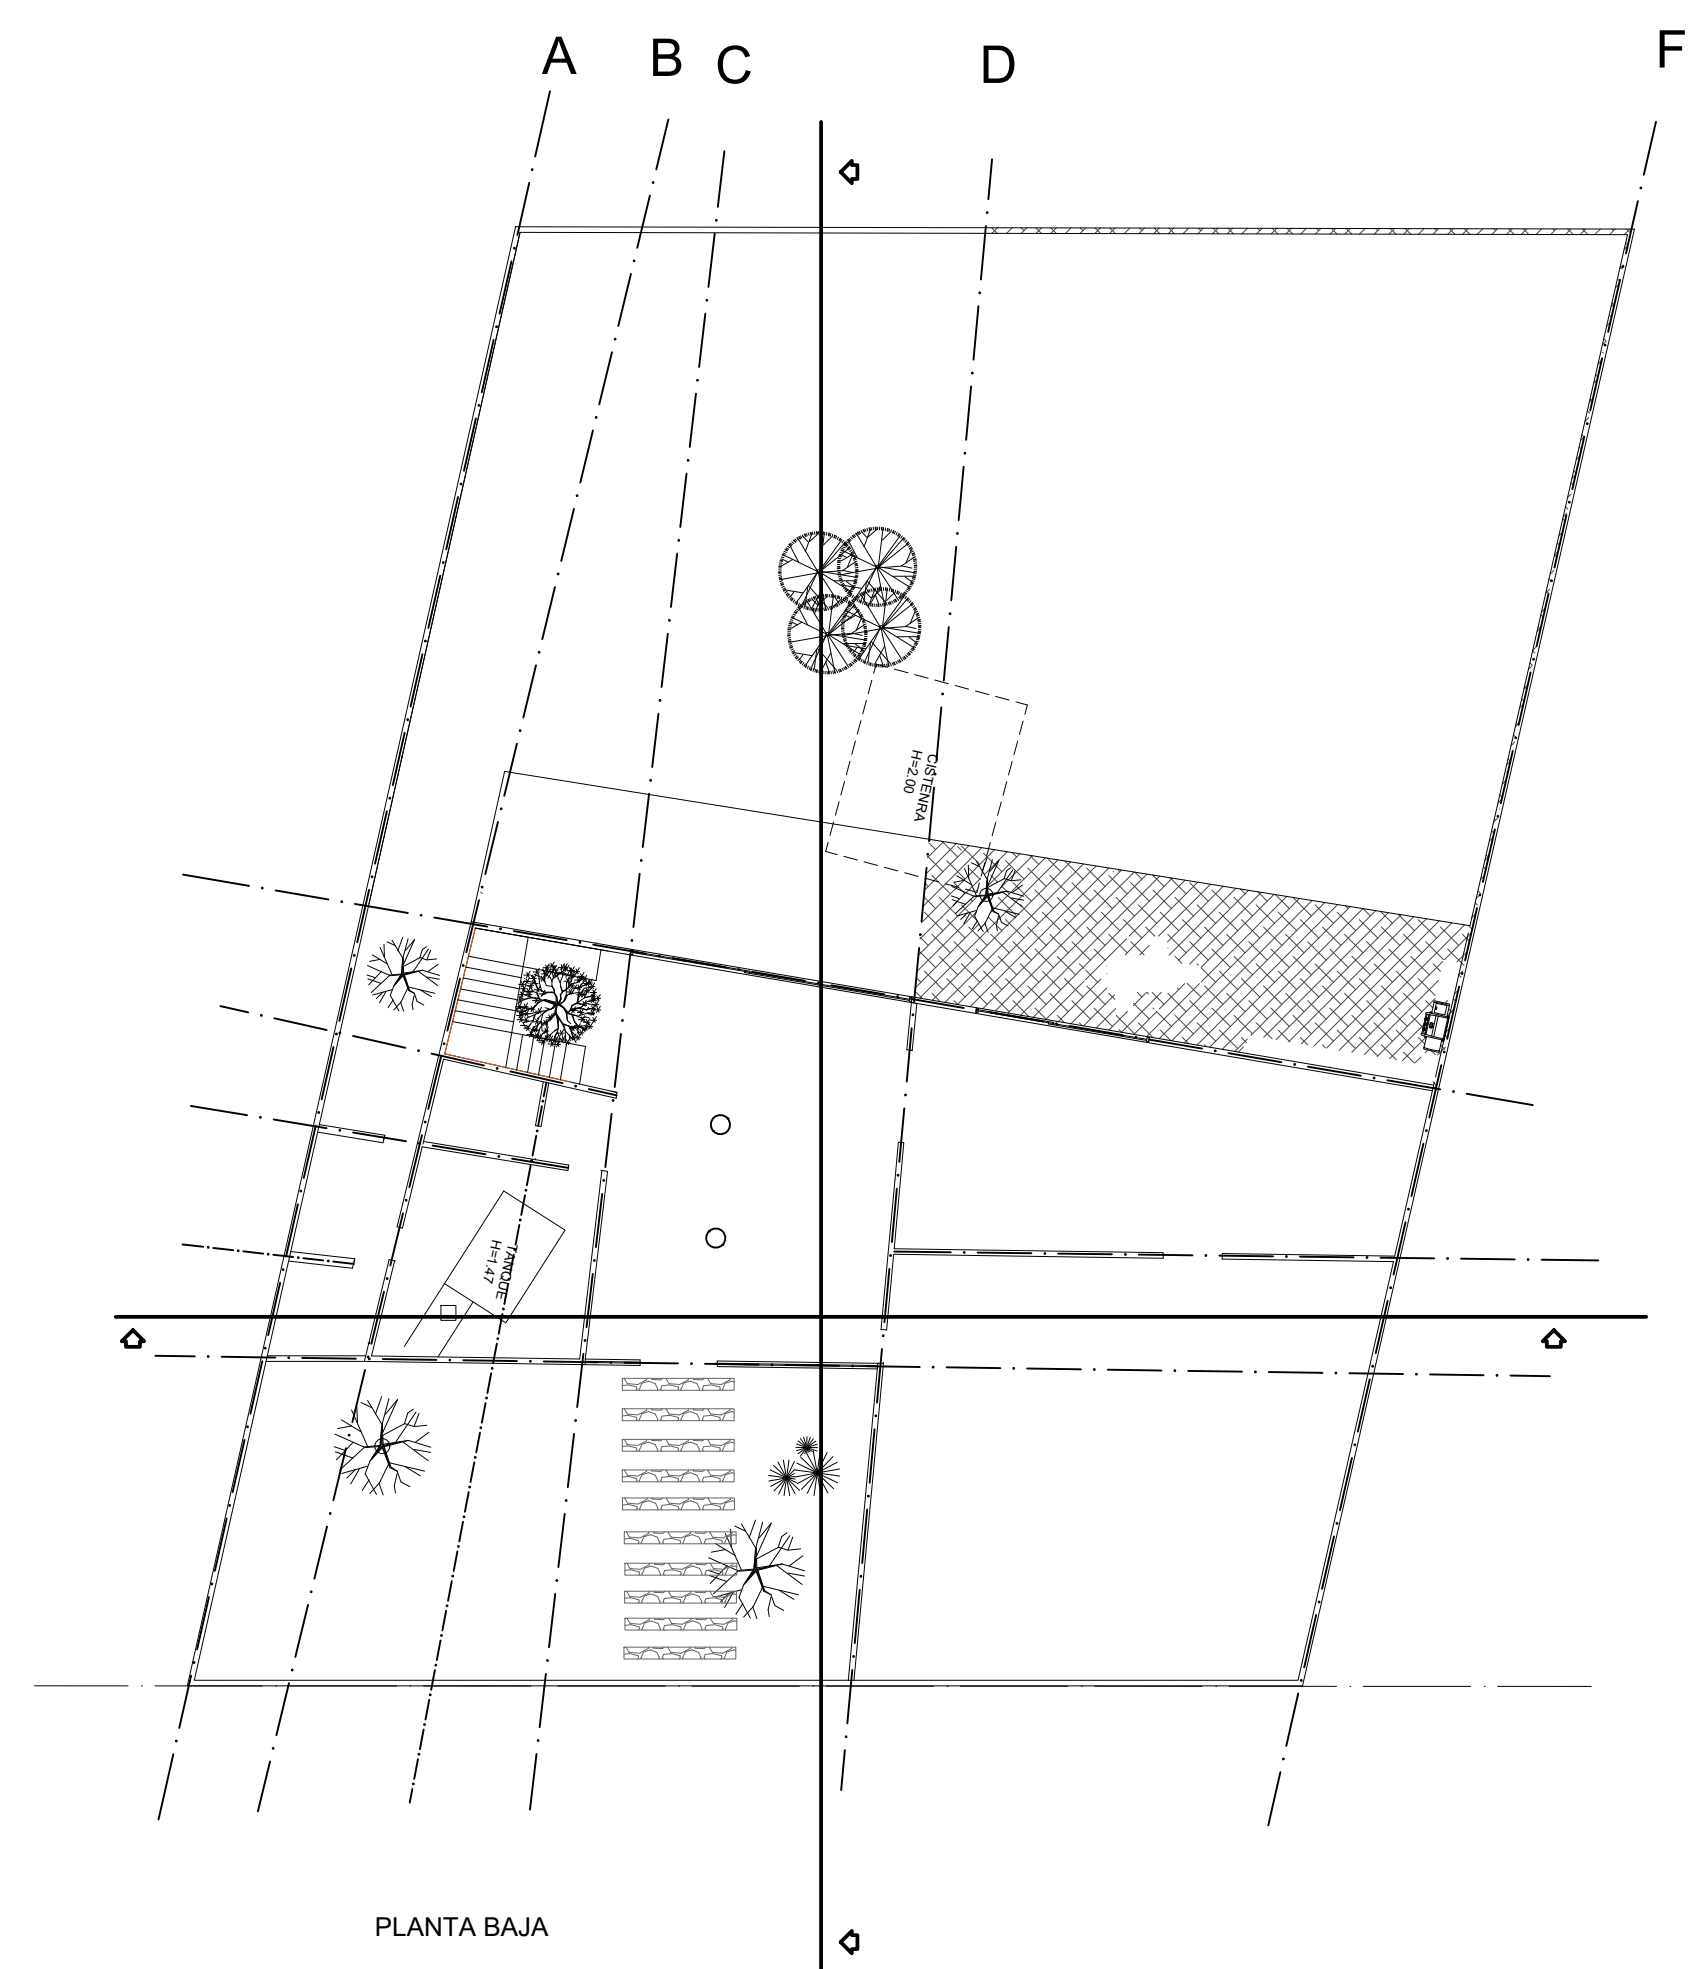 A
B
C
D
F
CISTENRA
H=2.00
TANQUE
H=1.47
PLANTA BAJA